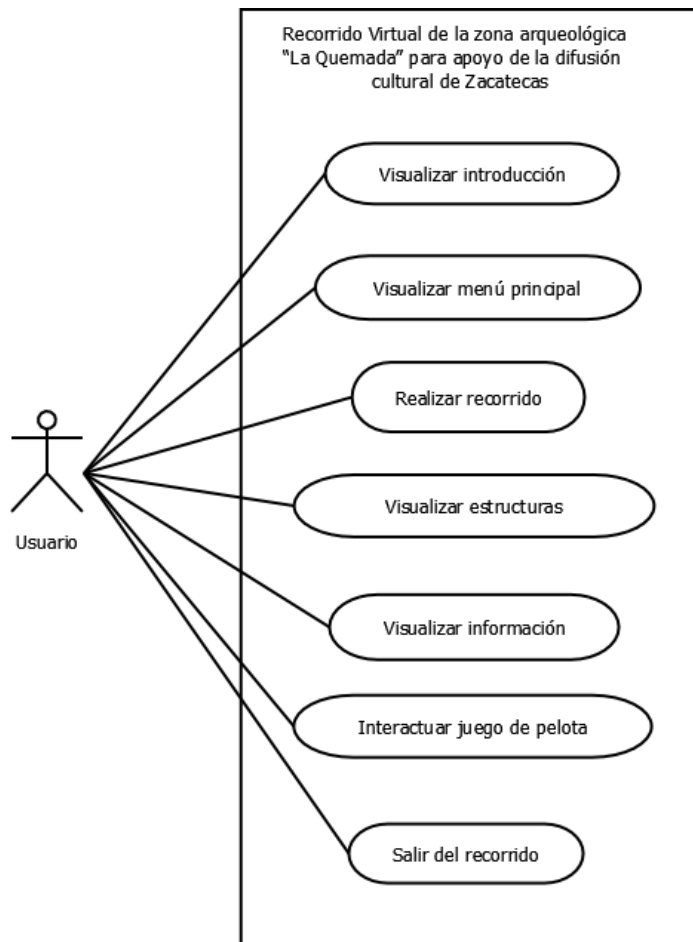 Recorrido Virtual de la zona arqueológica
“La Quemada” para apoyo de la difusión
cultural de Zacatecas
Visualizar introducción
Visualizar menú principal
Realizar recorrido
Visualizar estructuras
Usuario
Visualizar información
Interactuar juego de pelota
Salir del recorrido